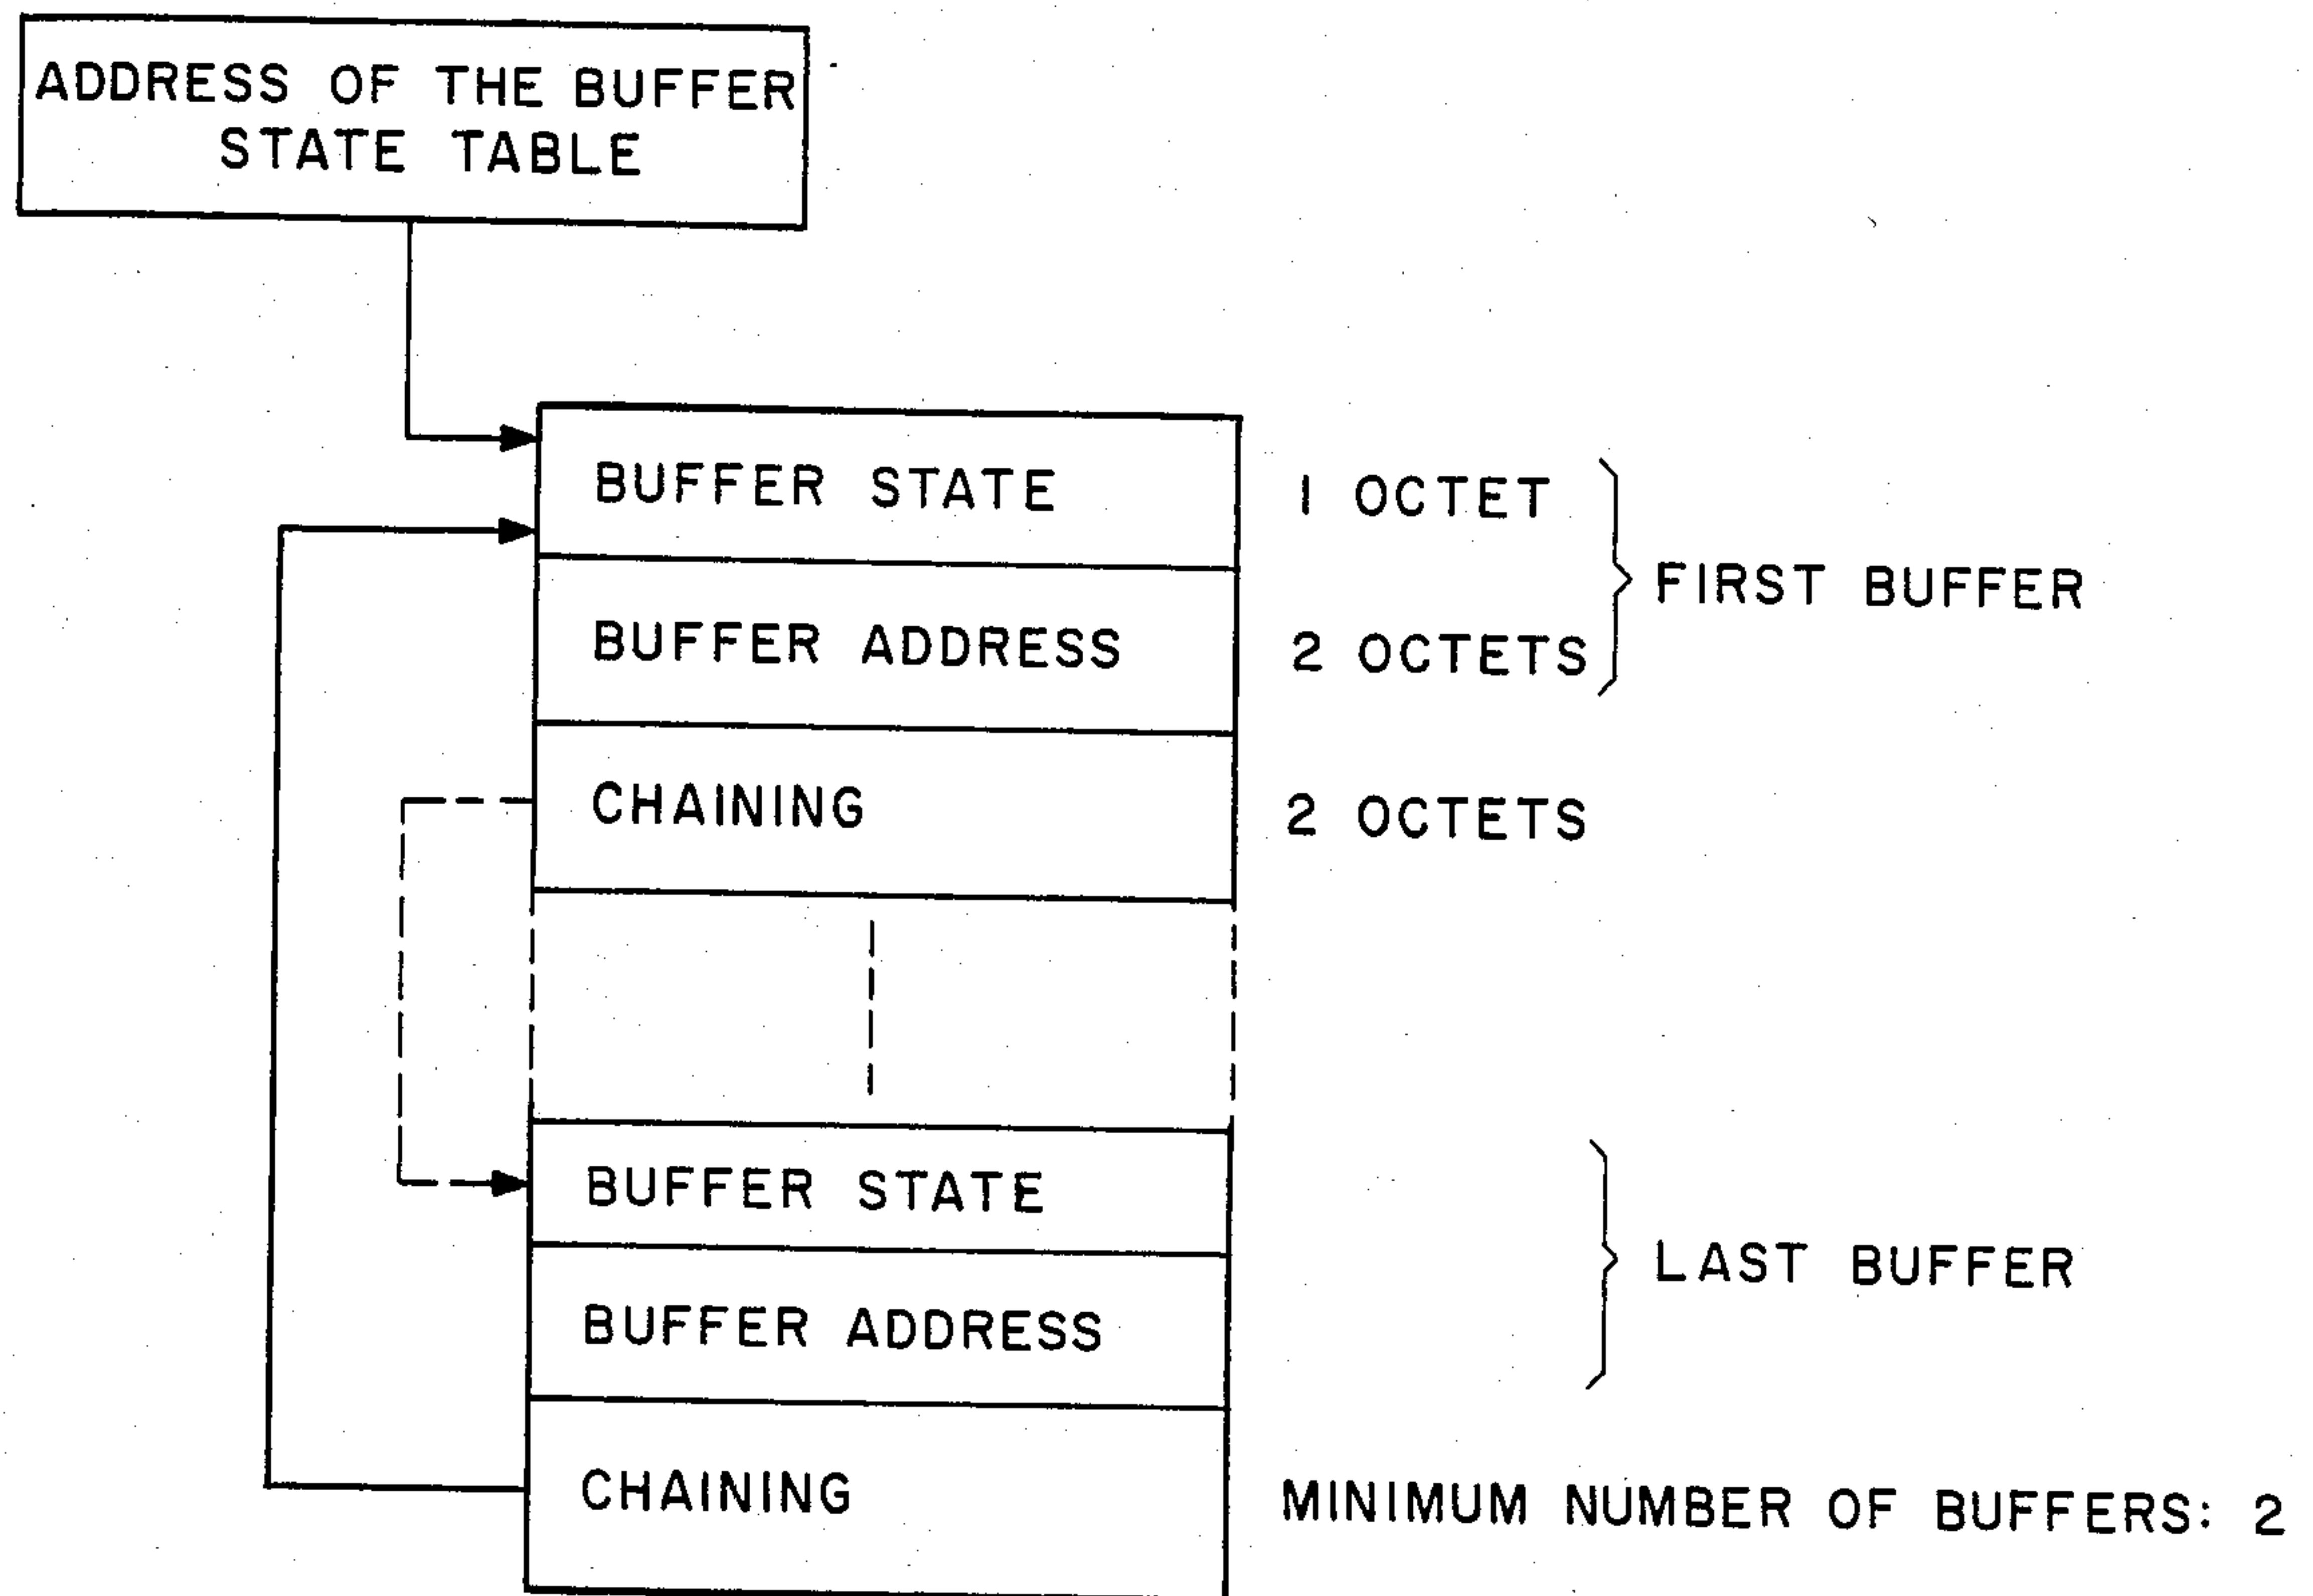 ADDRESS OF THE BUFFER
STATE TABLE
BUFFER STATE
1 OCTET
FIRST BUFFER
BUFFER ADDRESS
2 OCTETS
CHAINING
2 OCTETS
BUFFER STATE
LAST BUFFER
BUFFER ADDRESS
CHAINING
MINIMUM NUMBER OF BUFFERS: 2